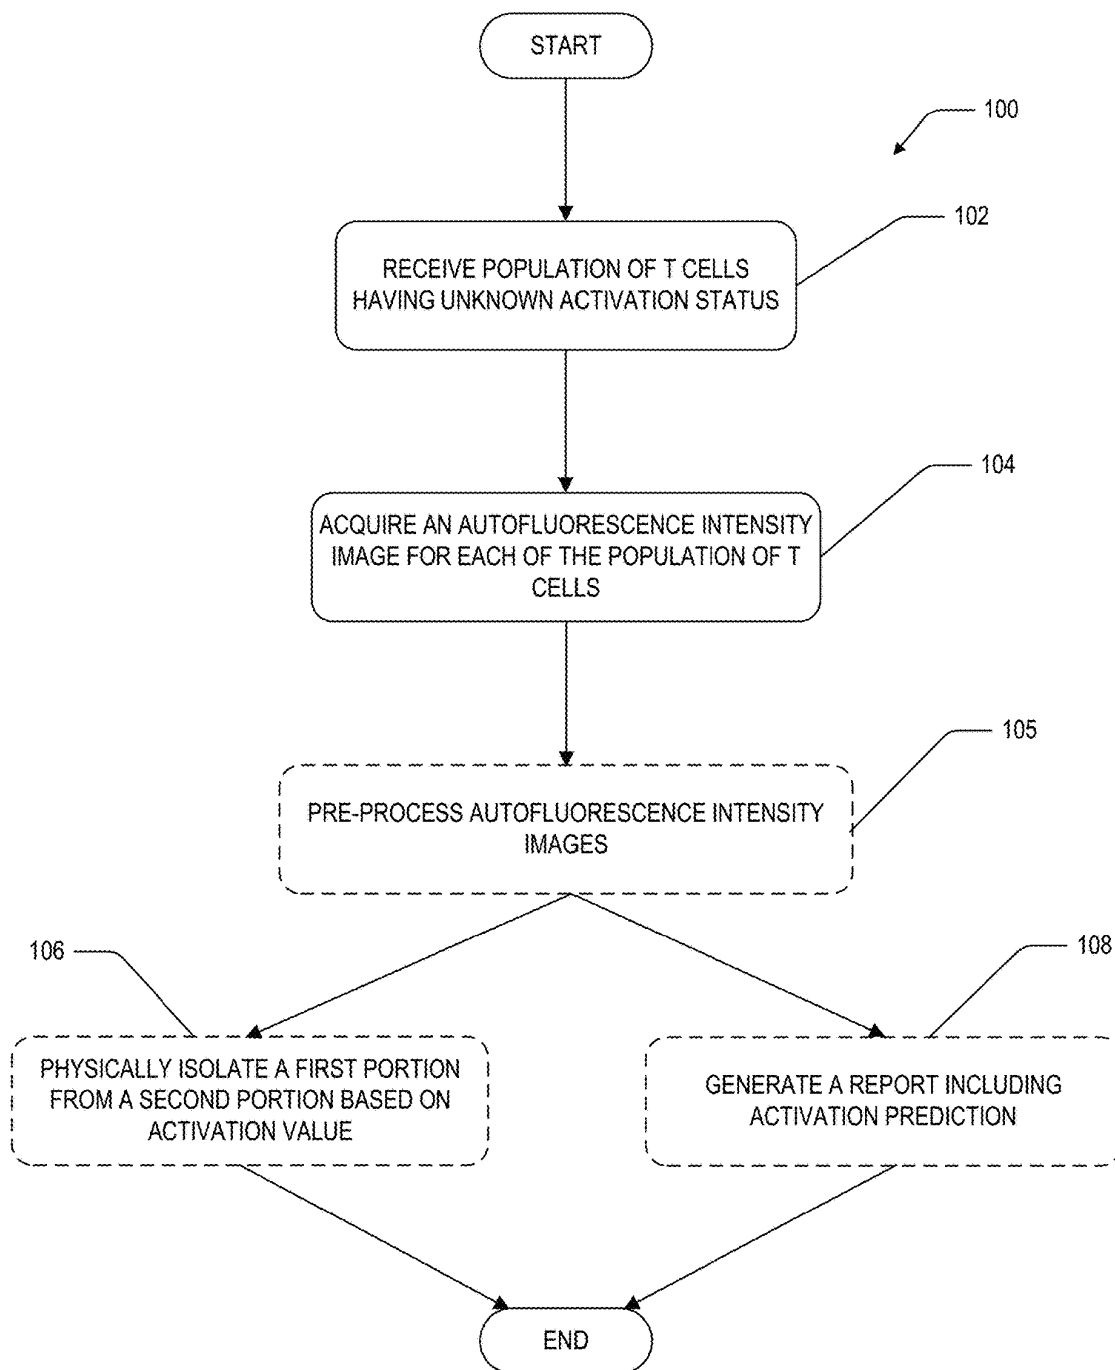 START
100
102
RECEIVE POPULATION OF T CELLS
HAVING UNKNOWN ACTIVATION STATUS
104
ACQUIRE AN AUTOFLUORESCENCE INTENSITY
IMAGE FOR EACH OF THE POPULATION OF T
CELLS
105
PRE-PROCESS AUTOFLUORESCENCE INTENSITY
IMAGES
106
108
PHYSICALLY ISOLATE A FIRST PORTION
FROM A SECOND PORTION BASED ON
ACTIVATION VALUE
GENERATE A REPORT INCLUDING
ACTIVATION PREDICTION
END